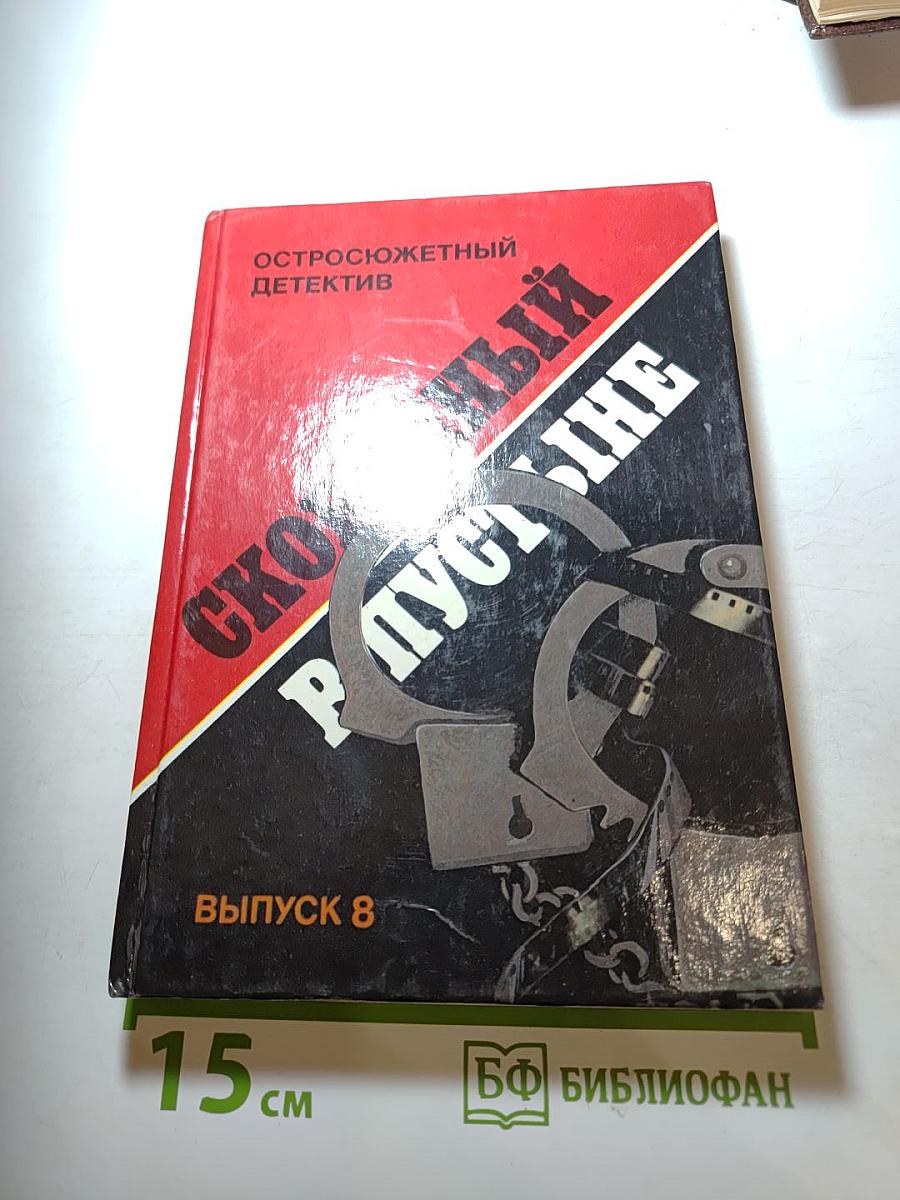 ОСТРОСЮЖЕТНЫЙ
ДЕТЕКТИВ
В ПУСТЫНЕ
ВЫПУСК 8
15 см
БФ БИБЛИОФАН